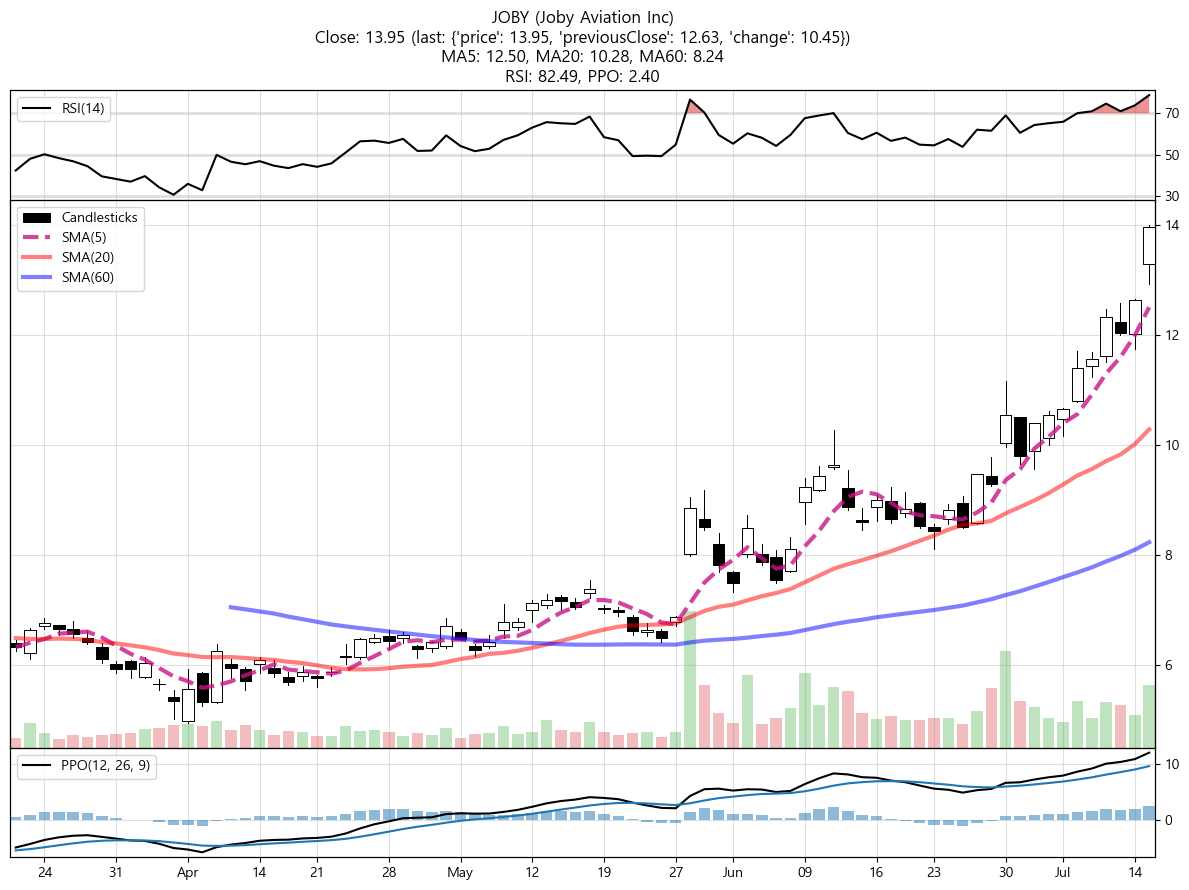 JOBY (Joby Aviation Inc)
Close: 13.95 (last: {'price': 13.95, 'previousClose': 12.63, 'change': 10.45})
MA5: 12.50, MA20: 10.28, MA60: 8.24
RSI: 82.49, PPO: 2.40
RSI(14)
70
50
30
Candlesticks
SMA(5)
SMA(20)
SMA(60)
14
12
10
8
6
PPO(12, 26, 9)
10
0
24 31 Apr 14 21 28 May 12 19 27 Jun 09 16 23 30 Jul 14